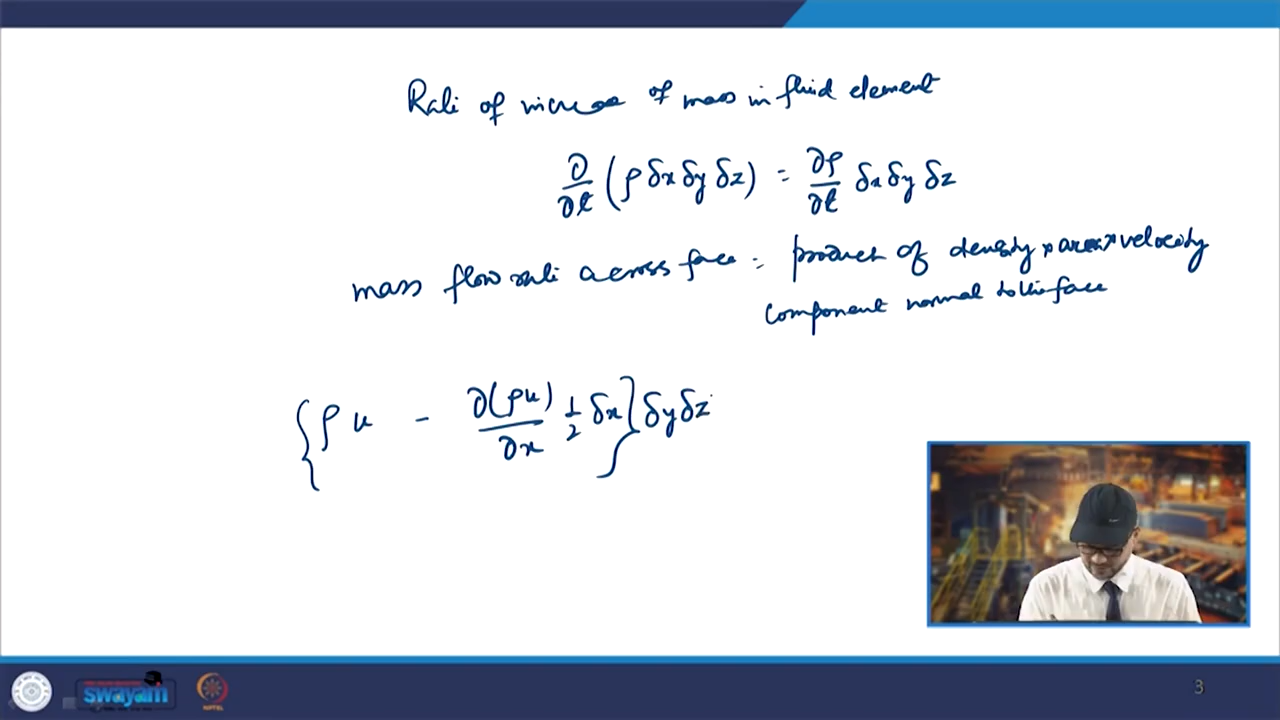 Rate of increase of mass in fluid element
∂/∂t (ρ δx δy δz) = ∂ρ/∂t δx δy δz
mass flow rate across face = product of density × area × velocity
component normal to the face
{ρu - ∂(ρu)/∂x 1/2 δx} δy δz
3
swayam